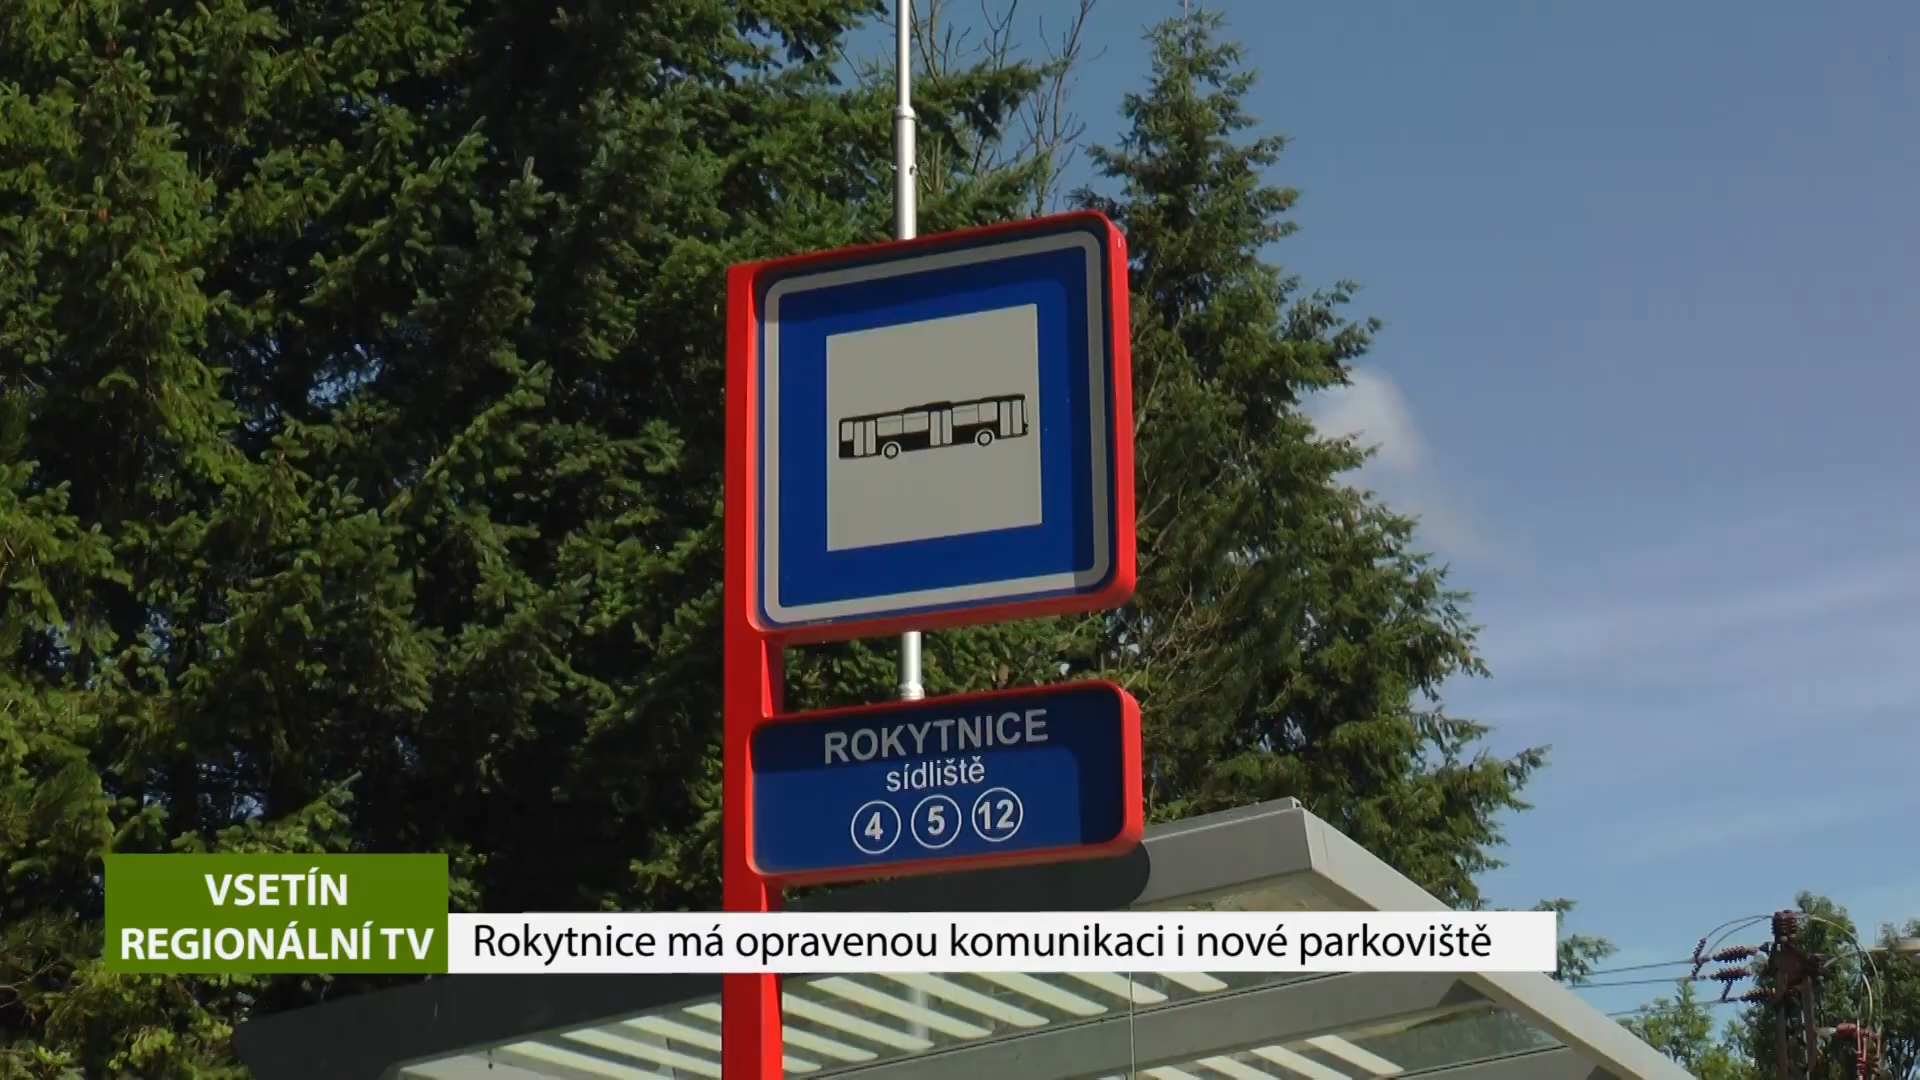 ROKYTNICE
sídliště
4 5 12
VSETÍN
REGIONÁLNÍ TV
Rokytnice má opravenou komunikaci i nové parkoviště